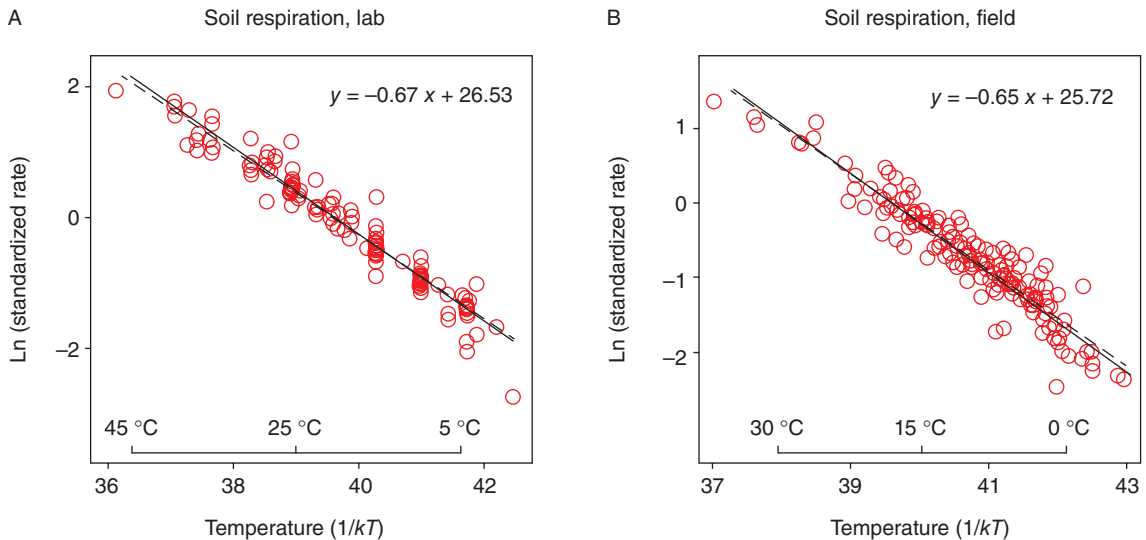 A
Soil respiration, lab
Ln (standardized rate)
2
0
−2
y = −0.67 x + 26.53
45 °C
25 °C
5 °C
36
38
40
42
Temperature (1/kT)
B
Soil respiration, field
Ln (standardized rate)
1
0
−1
−2
y = −0.65 x + 25.72
30 °C
15 °C
0 °C
37
39
41
43
Temperature (1/kT)